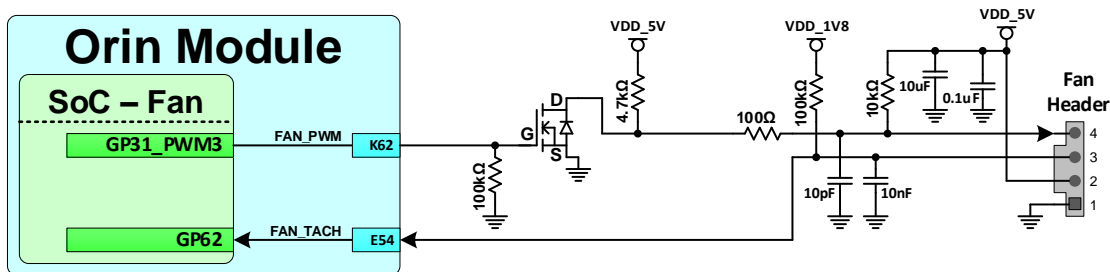 Orin Module
SoC – Fan
GP31_PWM3
FAN_PWM
K62
GP62
FAN_TACH
E54
100kΩ
G
D
S
VDD_5V
4.7kΩ
100Ω
VDD_1V8
100kΩ
10kΩ
10pF
10nF
VDD_5V
10uF
0.1uF
Fan
Header
4
3
2
1